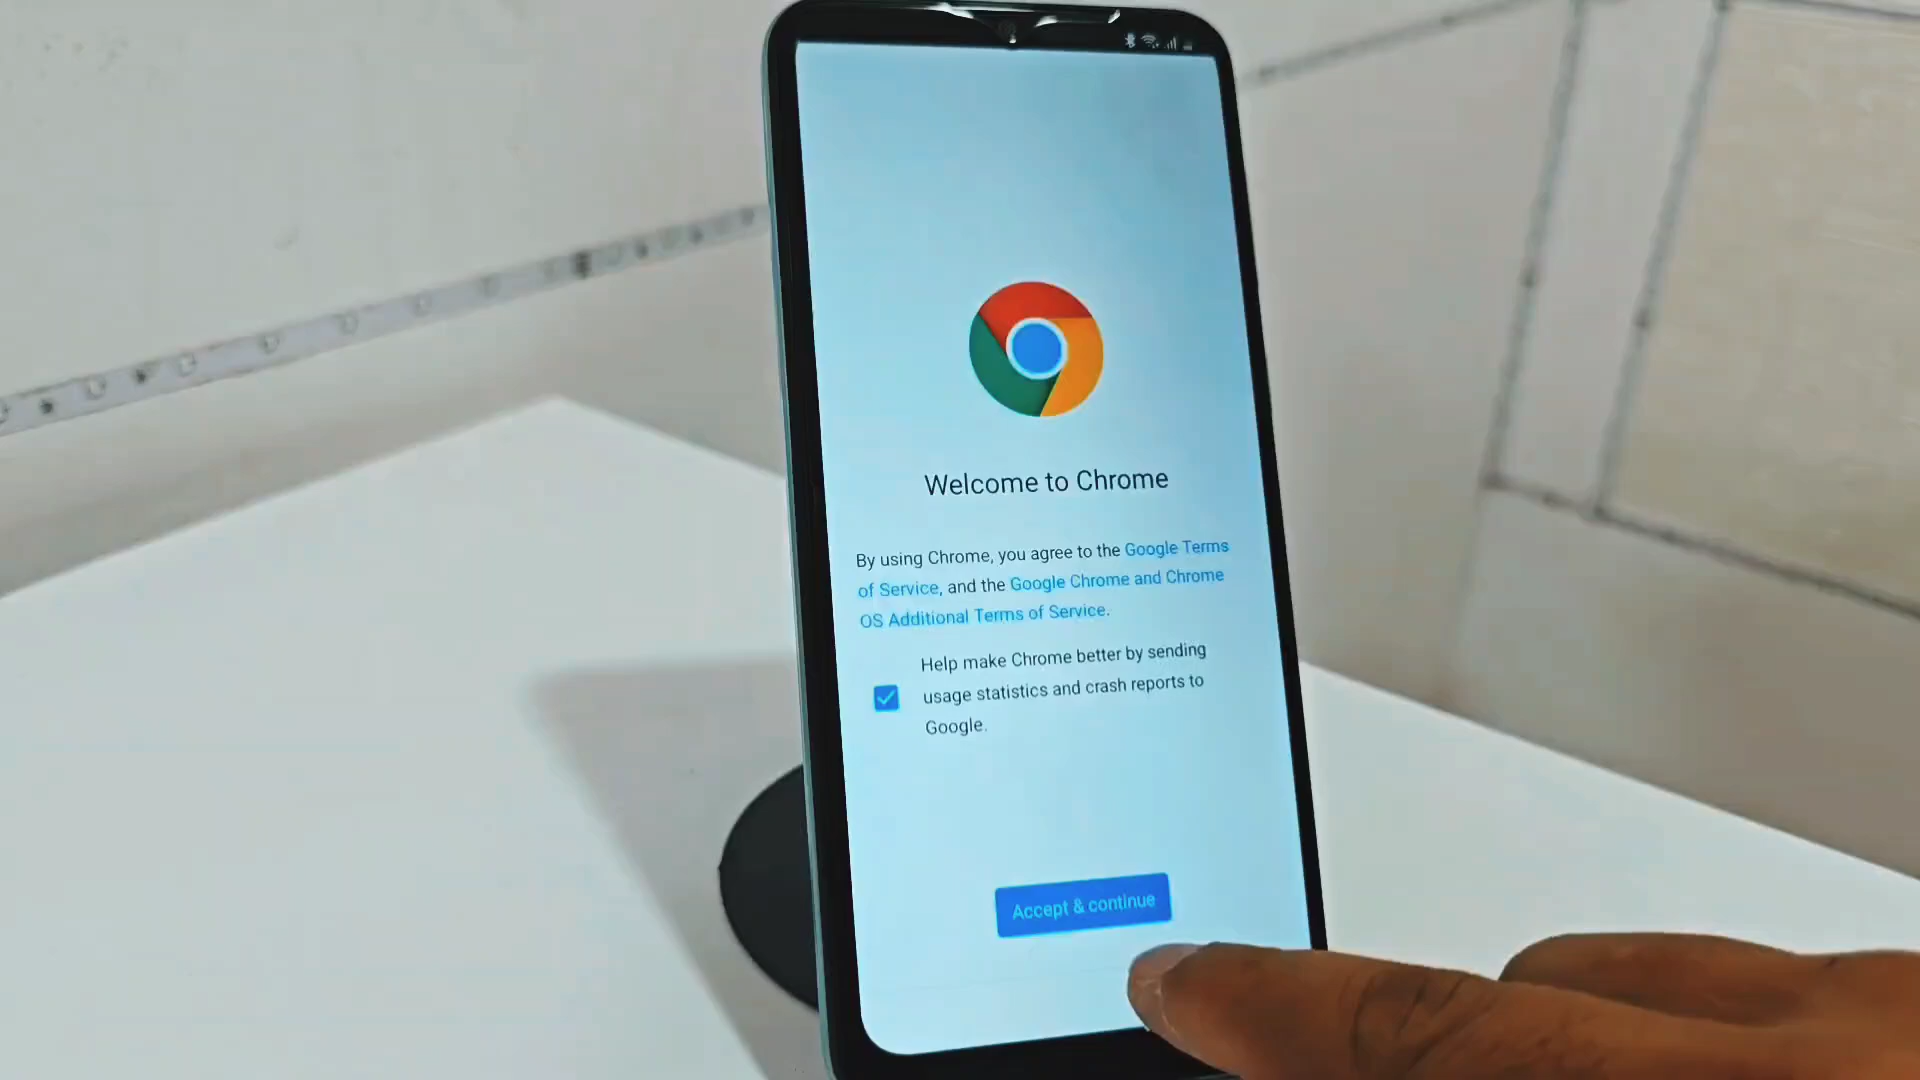 Welcome to Chrome
By using Chrome, you agree to the Google Terms
of Service, and the Google Chrome and Chrome
OS Additional Terms of Service.
Help make Chrome better by sending
usage statistics and crash reports to
Google.
Accept & continue